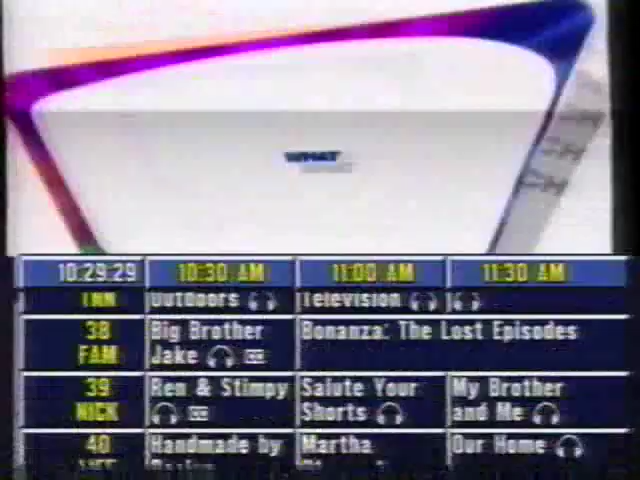 WHAT
10:29:29 10:30 AM 11:00 AM 11:30 AM
TNN Outdoors Television
38 Big Brother Bonanza: The Lost Episodes
FAM Jake
39 Ren & Stimpy Salute Your My Brother
NICK Shorts and Me
40 Handmade by Martha Our Home